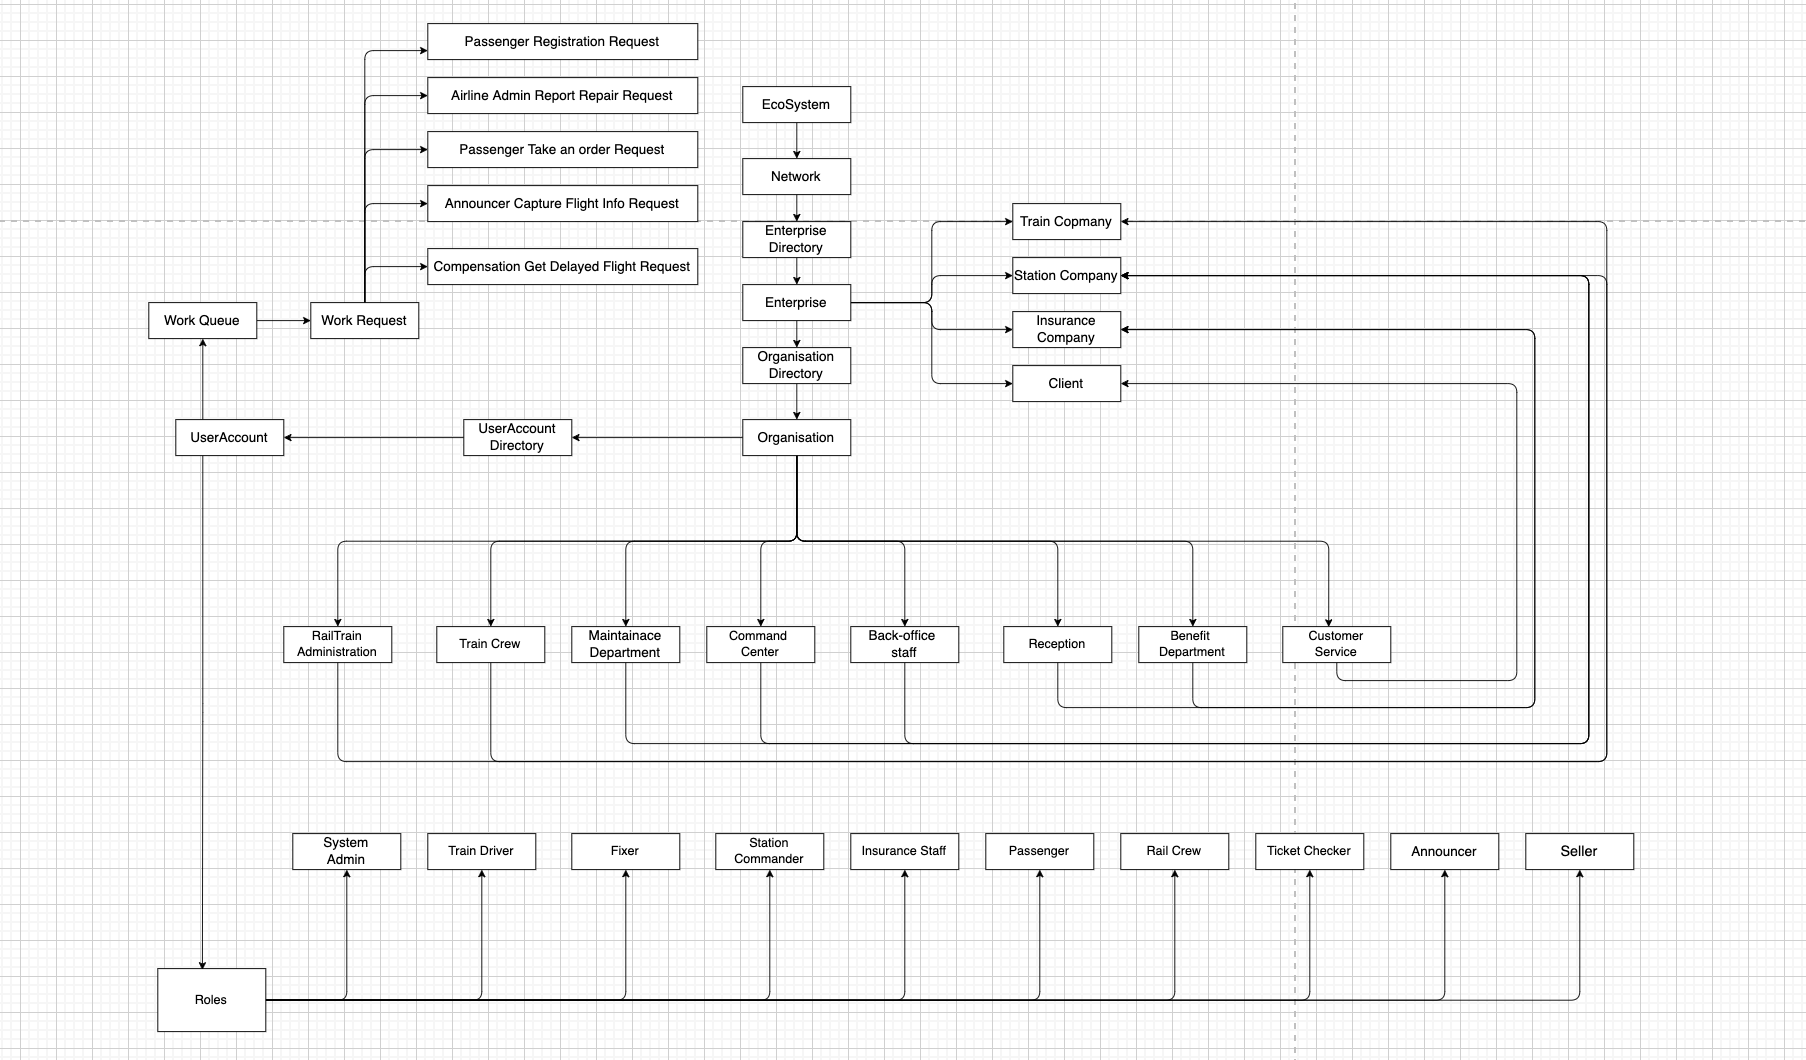 Passenger Registration Request
Airline Admin Report Repair Request
EcoSystem
Passenger Take an order Request
Network
Announcer Capture Flight Info Request
Train Copmany
Enterprise
Directory
Compensation Get Delayed Flight Request
Station Company
Enterprise
Work Queue
Work Request
Insurance
Company
Organisation
Directory
Client
UserAccount
UserAccount
Directory
Organisation
RailTrain
Administration
Train Crew
Maintainace
Department
Command
Center
Back-office
staff
Reception
Benefit
Department
Customer
Service
System
Admin
Train Driver
Fixer
Station
Commander
Insurance Staff
Passenger
Rail Crew
Ticket Checker
Announcer
Seller
Roles